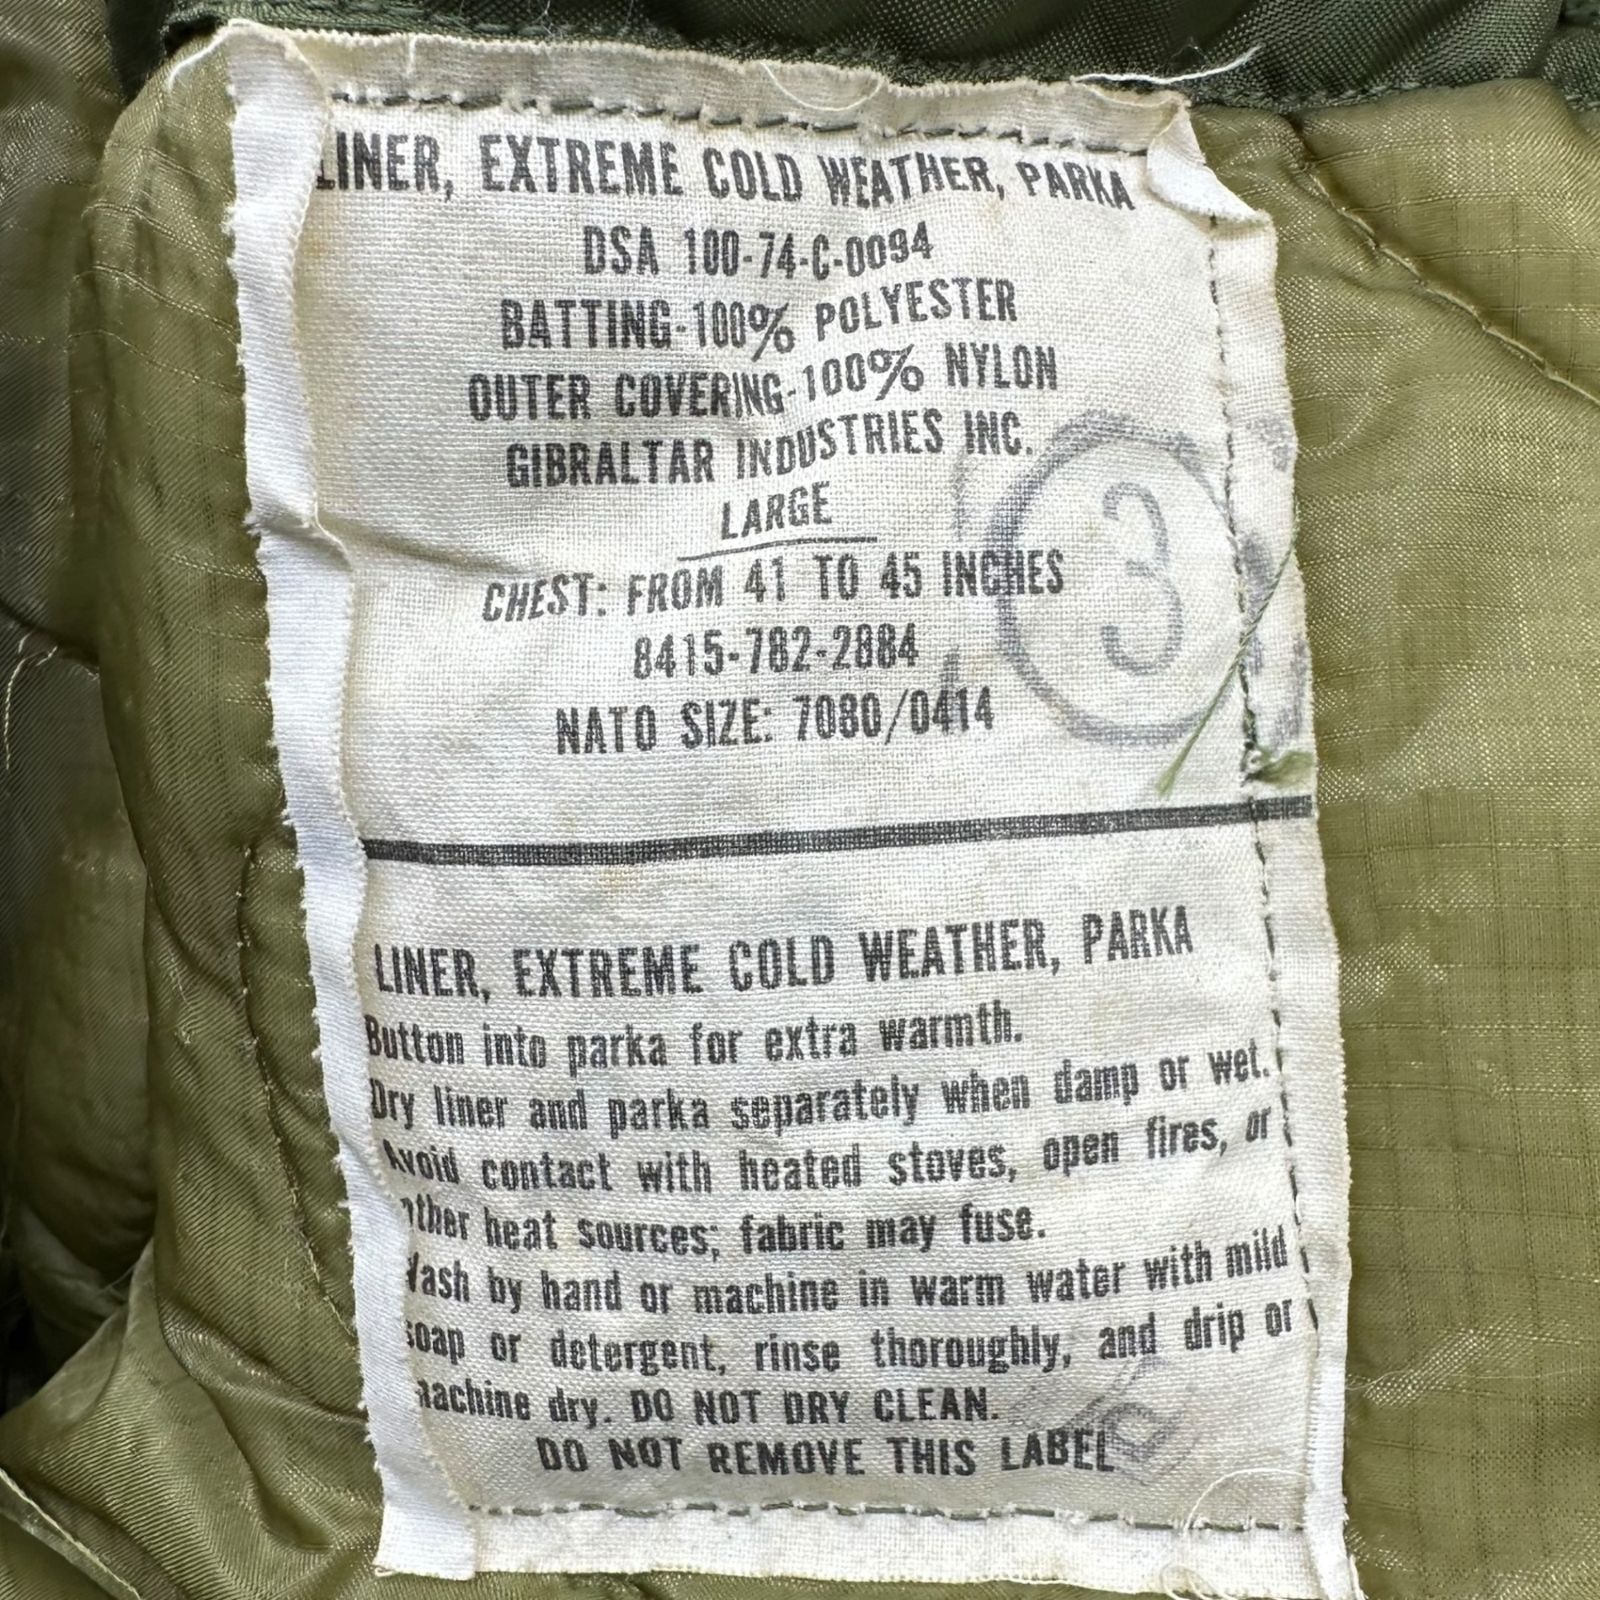 LINER, EXTREME COLD WEATHER, PARKA
DSA 100-74-C-0094
BATTING-100% POLYESTER
OUTER COVERING-100% NYLON
GIBRALTAR INDUSTRIES INC.
LARGE
CHEST: FROM 41 TO 45 INCHES
3
8415-782-2884
NATO SIZE: 7080/0414
LINER, EXTREME COLD WEATHER, PARKA
Button into parka for extra warmth.
Dry liner and parka separately when damp or wet.
Avoid contact with heated stoves, open fires, or
other heat sources; fabric may fuse.
Wash by hand or machine in warm water with mild
soap or detergent, rinse thoroughly, and drip or
machine dry. DO NOT DRY CLEAN.
DO NOT REMOVE THIS LABEL